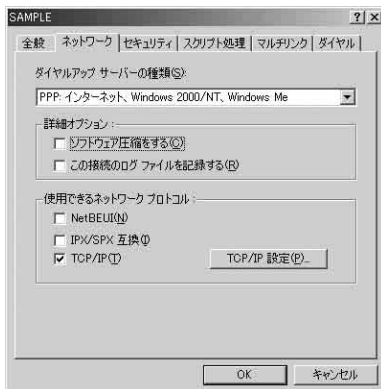 SAMPLE
全般 ネットワーク セキュリティ スクリプト処理 マルチリンク ダイヤル
ダイヤルアップ サーバーの種類(S):
PPP: インターネット、Windows 2000/NT、Windows Me
詳細オプション:
ソフトウェア圧縮をする(C)
この接続のログ ファイルを記録する(R)
使用できるネットワーク プロトコル:
NetBEUI(N)
IPX/SPX 互換(I)
TCP/IP(T)
TCP/IP 設定(P)...
OK キャンセル